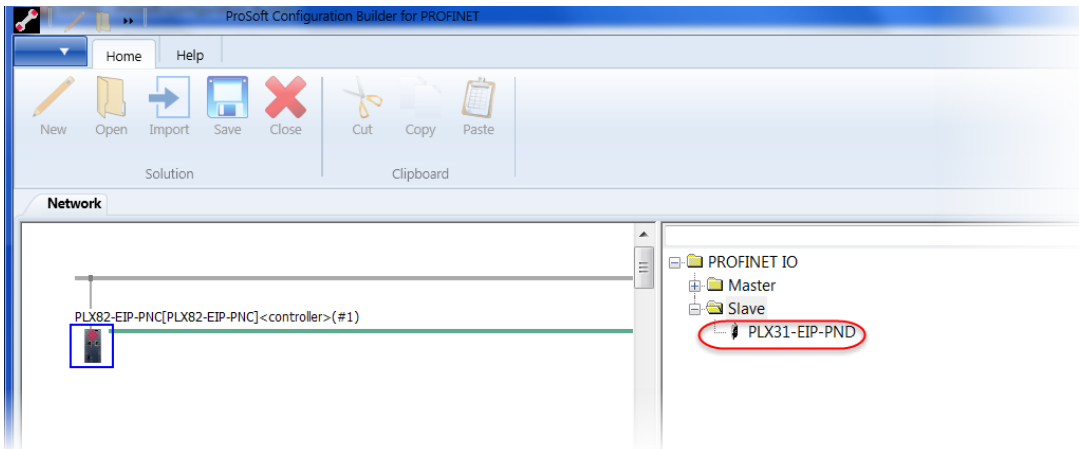 ProSoft Configuration Builder for PROFINET
Home Help
New Open Import Save Close Cut Copy Paste
Solution Clipboard
Network
PROFINET IO
Master
Slave
PLX31-EIP-PND
PLX82-EIP-PNC[PLX82-EIP-PNC]<controller>(#1)